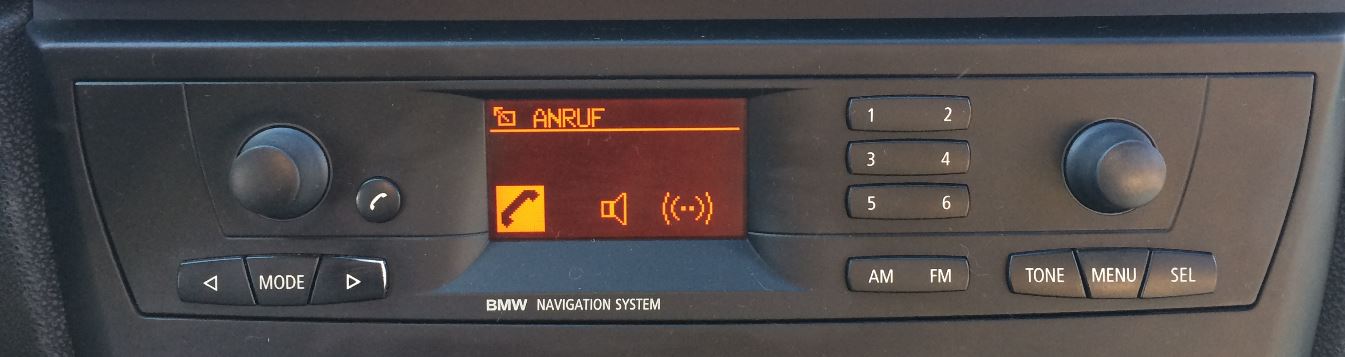 ANRUF
1 2
3 4
5 6
MODE
AM FM
TONE MENU SEL
BMW NAVIGATION SYSTEM